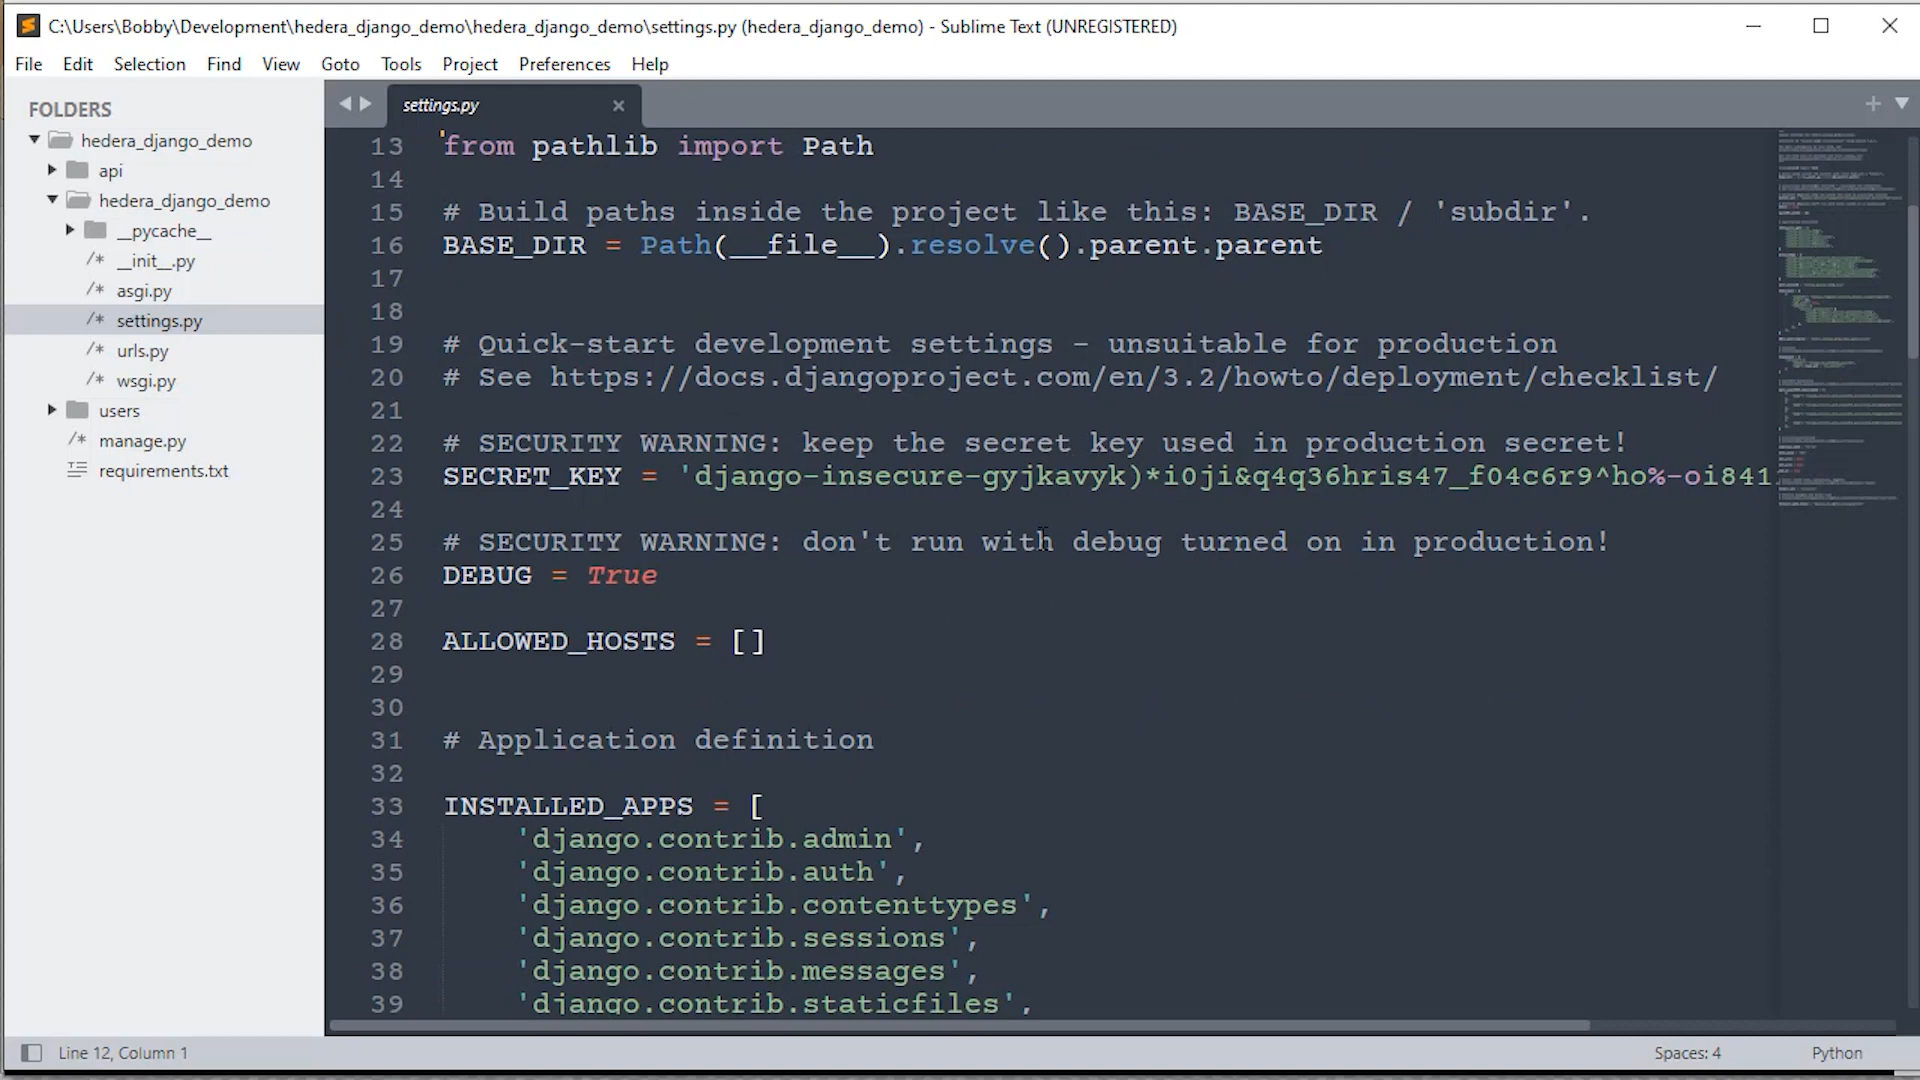 C:\Users\Bobby\Development\hedera_django_demo\hedera_django_demo\settings.py (hedera_django_demo) - Sublime Text (UNREGISTERED)
File Edit Selection Find View Goto Tools Project Preferences Help
FOLDERS
hedera_django_demo
api
hedera_django_demo
__pycache__
/* __init__.py
/* asgi.py
/* settings.py
/* urls.py
/* wsgi.py
users
/* manage.py
requirements.txt
settings.py
13 from pathlib import Path
14
15 # Build paths inside the project like this: BASE_DIR / 'subdir'.
16 BASE_DIR = Path(__file__).resolve().parent.parent
17
18
19 # Quick-start development settings - unsuitable for production
20 # See https://docs.djangoproject.com/en/3.2/howto/deployment/checklist/
21
22 # SECURITY WARNING: keep the secret key used in production secret!
23 SECRET_KEY = 'django-insecure-gyjkavyk)*i0ji&q4q36hris47_f04c6r9^ho%-oi841
24
25 # SECURITY WARNING: don't run with debug turned on in production!
26 DEBUG = True
27
28 ALLOWED_HOSTS = []
29
30
31 # Application definition
32
33 INSTALLED_APPS = [
34 'django.contrib.admin',
35 'django.contrib.auth',
36 'django.contrib.contenttypes',
37 'django.contrib.sessions',
38 'django.contrib.messages',
39 'django.contrib.staticfiles',
Line 12, Column 1
Spaces: 4
Python